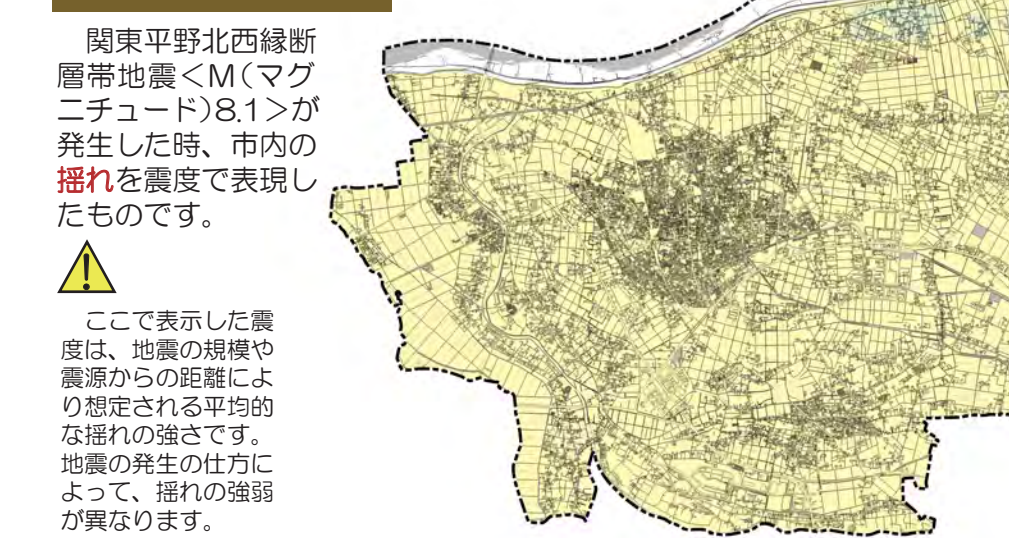 関東平野北西縁断
層帯地震＜M（マグ
ニチュード）8.1＞が
発生した時、市内の
揺れを震度で表現し
たものです。
　ここで表示した震
度は、地震の規模や
震源からの距離によ
り想定される平均的
な揺れの強さです。
地震の発生の仕方に
よって、揺れの強弱
が異なります。